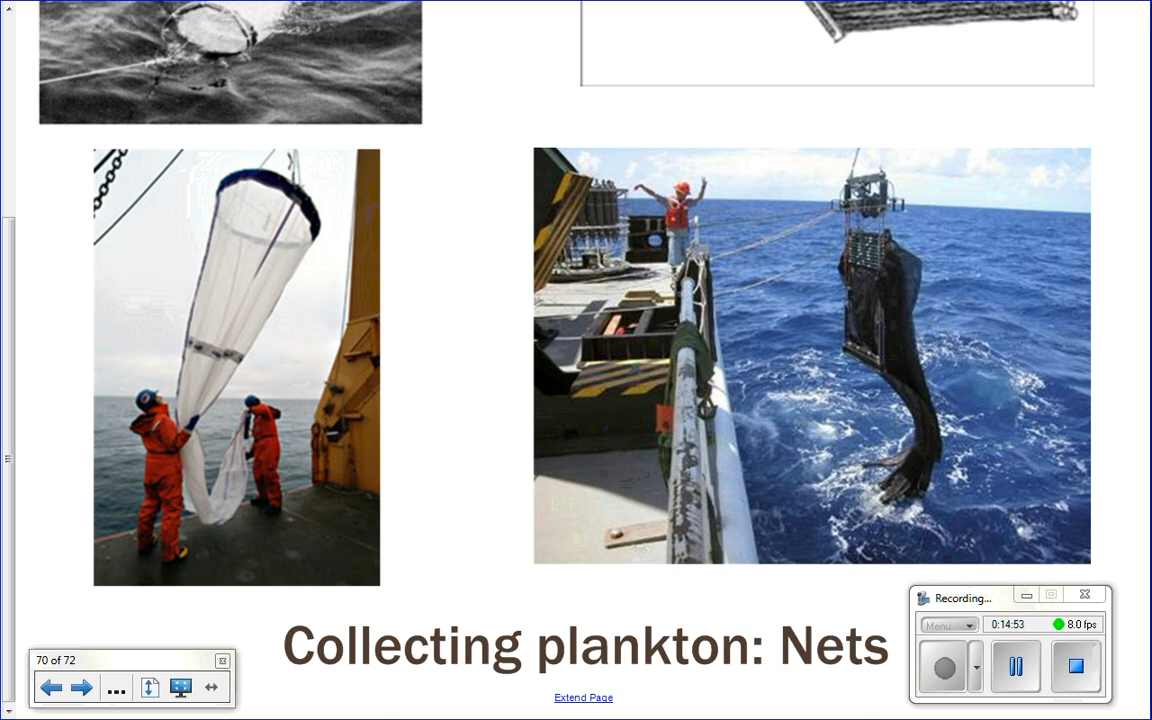 Recording...
Menu
0:14:53
8.0 fps
Collecting plankton: Nets
70 of 72
...
Extend Page